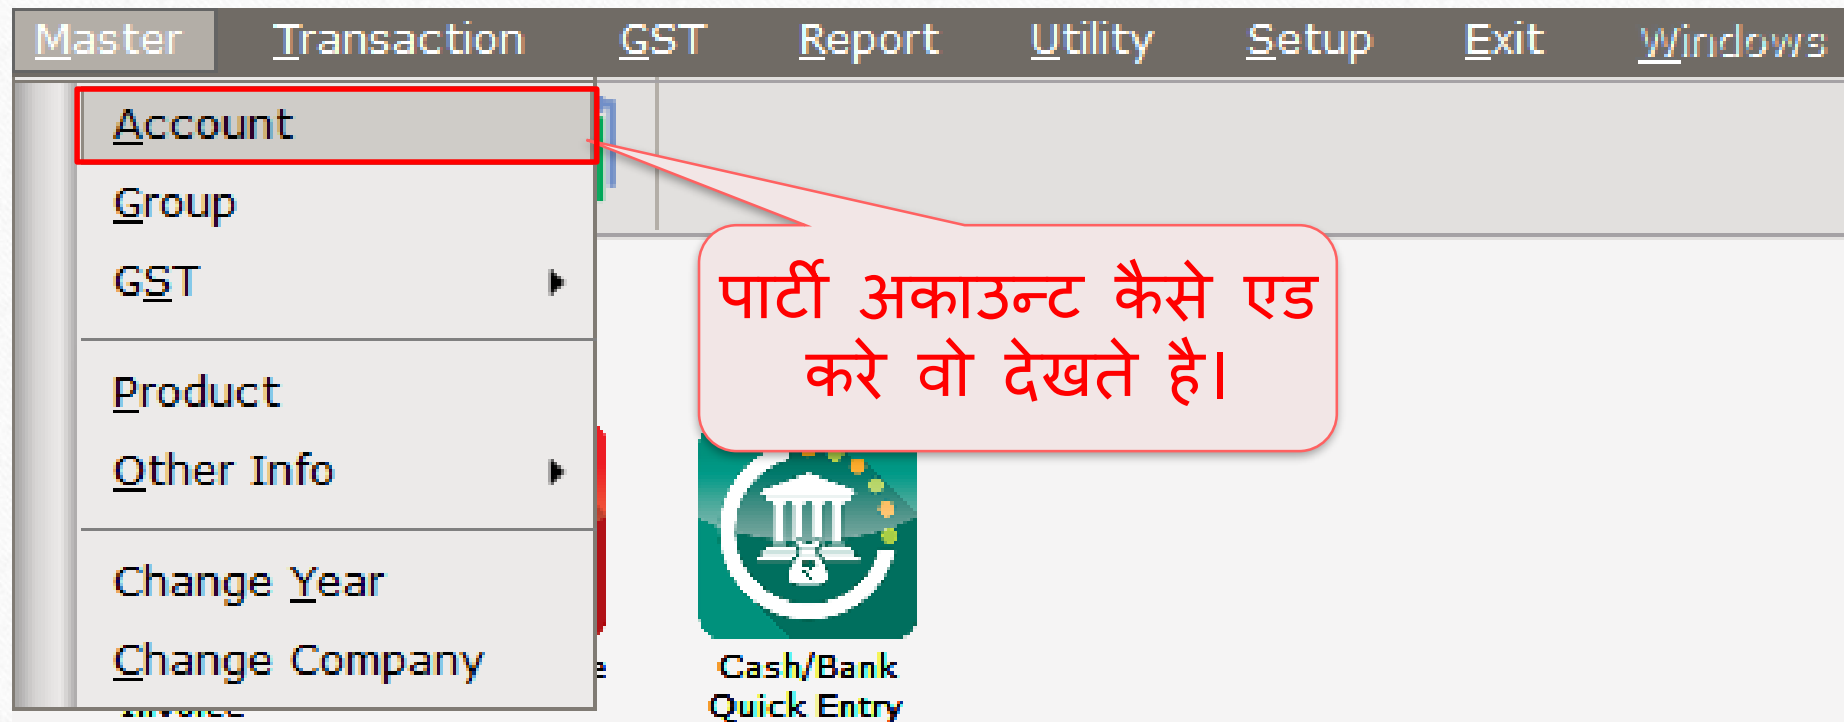 Master Transaction GST Report Utility Setup Exit Windows
Account
Group
GST
Product
Other Info
Change Year
Change Company
पार्टी अकाउन्ट कैसे एड
करे वो देखते है।
Cash/Bank
Quick Entry